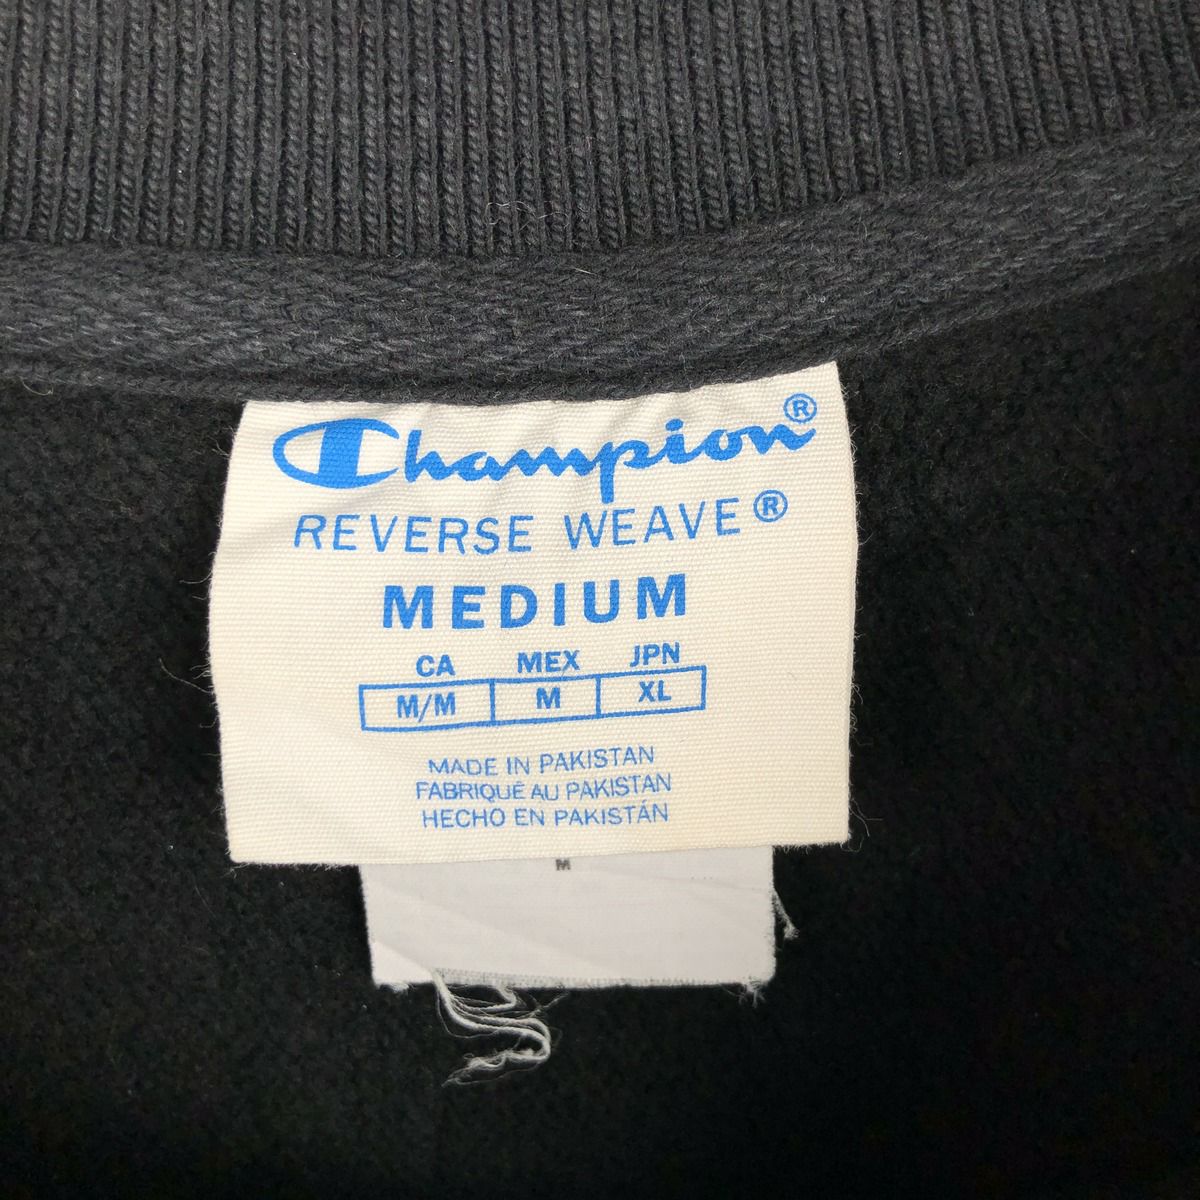 Champion®
REVERSE WEAVE®
MEDIUM
CA MEX JPN
M/M M XL
MADE IN PAKISTAN
FABRIQUÉ AU PAKISTAN
HECHO EN PAKISTÁN
M